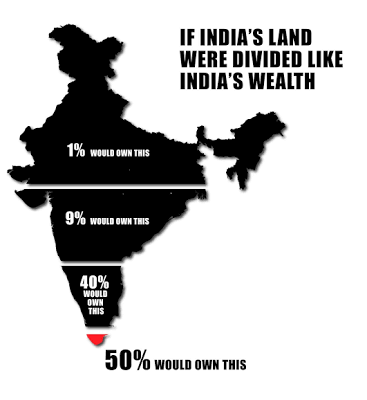 IF INDIA'S LAND
WERE DIVIDED LIKE
INDIA'S WEALTH
1% WOULD OWN THIS
9% WOULD OWN THIS
40%
WOULD
OWN
THIS
50% WOULD OWN THIS